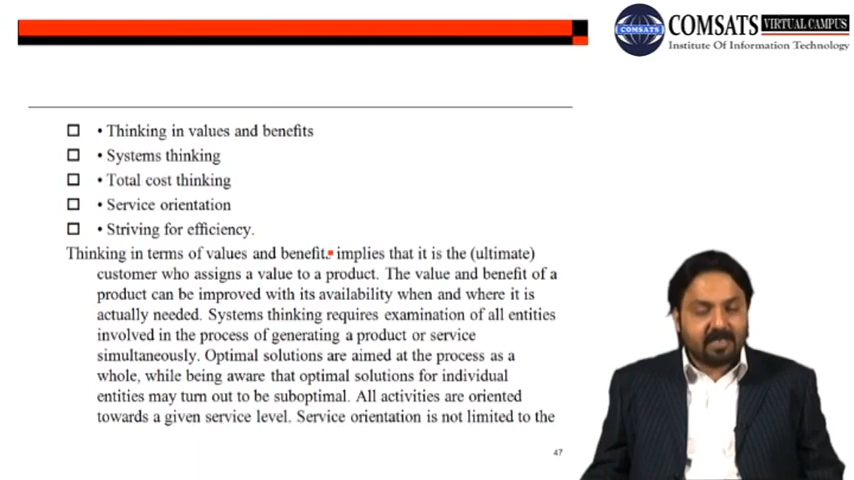 COMSATS VIRTUAL CAMPUS
COMSATS
Institute Of Information Technology
• Thinking in values and benefits
• Systems thinking
• Total cost thinking
• Service orientation
• Striving for efficiency.
Thinking in terms of values and benefit. implies that it is the (ultimate)
customer who assigns a value to a product. The value and benefit of a
product can be improved with its availability when and where it is
actually needed. Systems thinking requires examination of all entities
involved in the process of generating a product or service
simultaneously. Optimal solutions are aimed at the process as a
whole, while being aware that optimal solutions for individual
entities may turn out to be suboptimal. All activities are oriented
towards a given service level. Service orientation is not limited to the
47